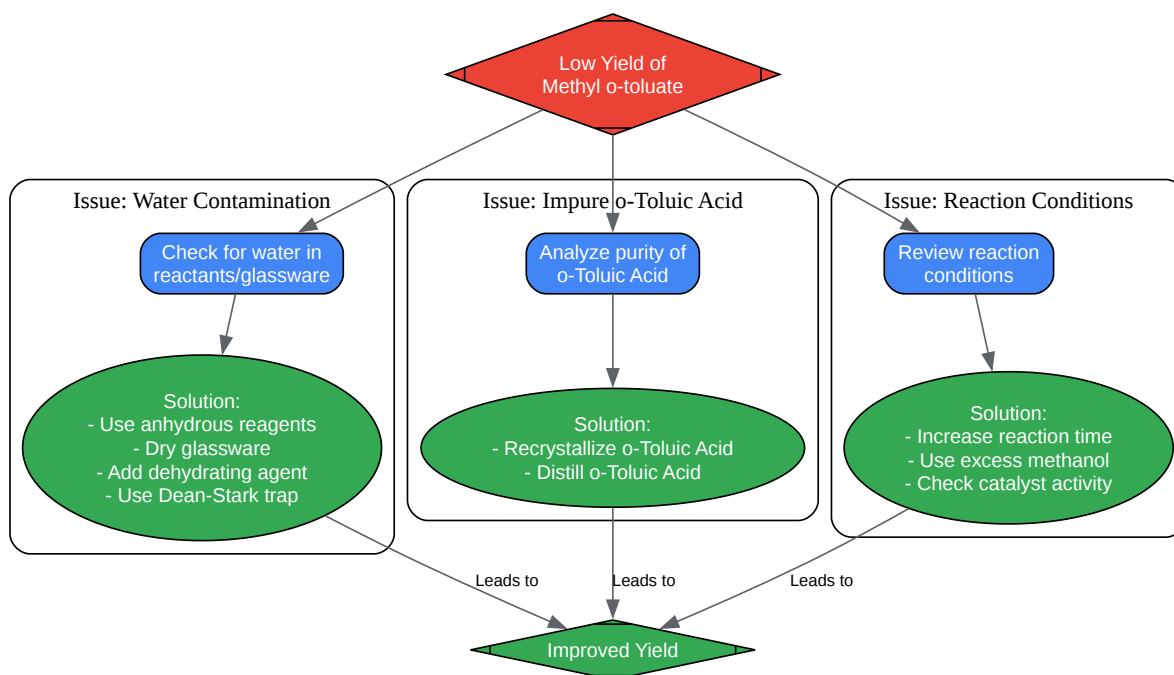 Low Yield of
Methyl o-toluate
Issue: Water Contamination
Check for water in
reactants/glassware
Solution:
- Use anhydrous reagents
- Dry glassware
- Add dehydrating agent
- Use Dean-Stark trap
Issue: Impure o-Toluic Acid
Analyze purity of
o-Toluic Acid
Solution:
- Recrystallize o-Toluic Acid
- Distill o-Toluic Acid
Issue: Reaction Conditions
Review reaction
conditions
Solution:
- Increase reaction time
- Use excess methanol
- Check catalyst activity
Leads to
Leads to
Leads to
Improved Yield